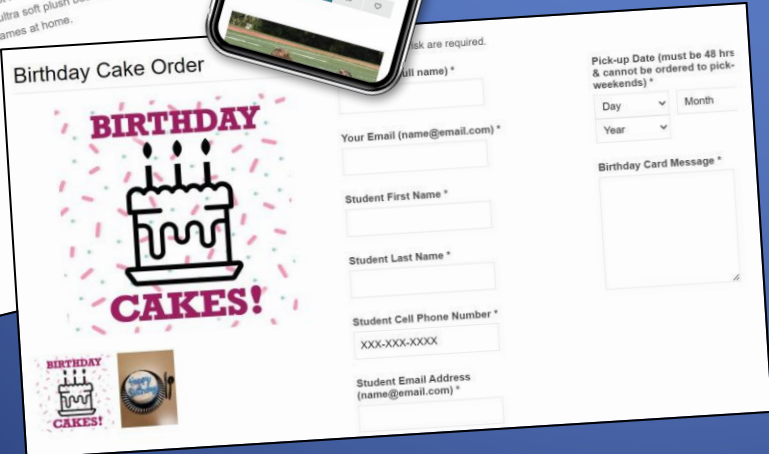 ultra soft plush
ames at home.
Birthday Cake Order
BIRTHDAY
CAKES!
BIRTHDAY
CAKES!
isk are required.
ull name) *
Your Email (name@email.com) *
Student First Name *
Student Last Name *
Student Cell Phone Number *
XXX-XXX-XXXX
Student Email Address
(name@email.com) *
Pick-up Date (must be 48 hrs
& cannot be ordered to pick-
weekends) *
Day
Month
Year
Birthday Card Message *